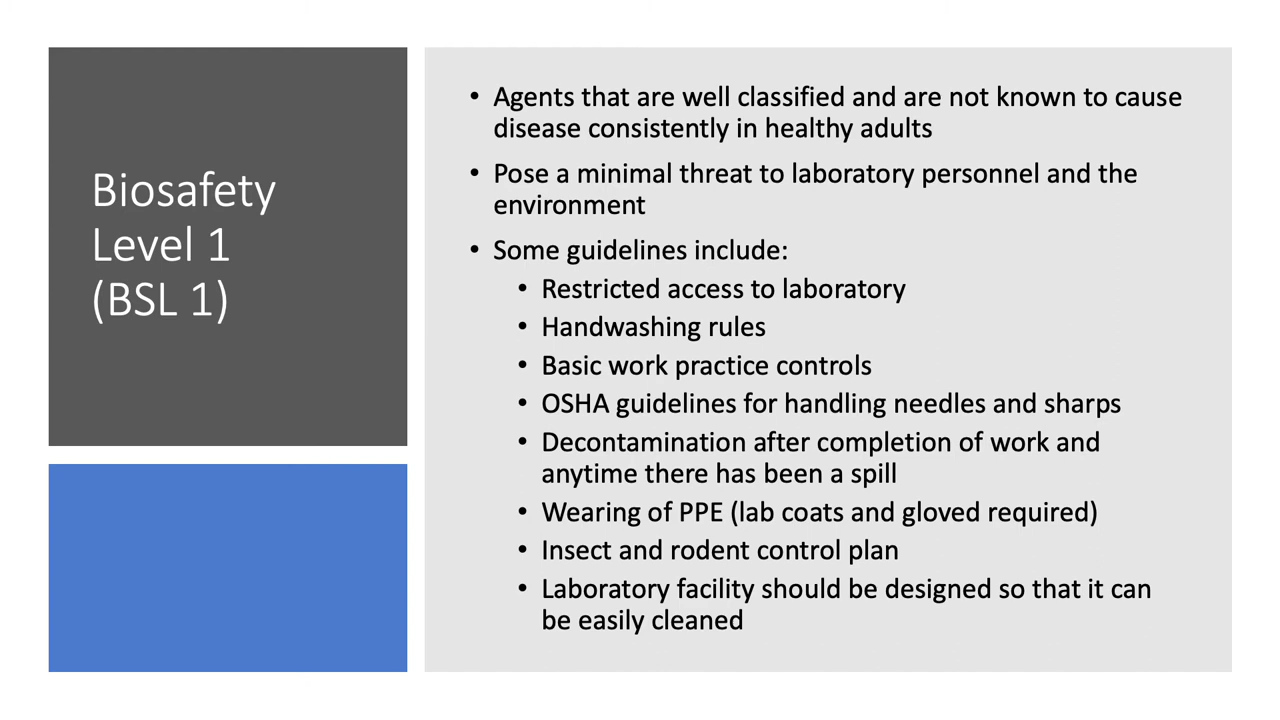 Biosafety
Level 1
(BSL 1)
• Agents that are well classified and are not known to cause
disease consistently in healthy adults
• Pose a minimal threat to laboratory personnel and the
environment
• Some guidelines include:
• Restricted access to laboratory
• Handwashing rules
• Basic work practice controls
• OSHA guidelines for handling needles and sharps
• Decontamination after completion of work and
anytime there has been a spill
• Wearing of PPE (lab coats and gloved required)
• Insect and rodent control plan
• Laboratory facility should be designed so that it can
be easily cleaned